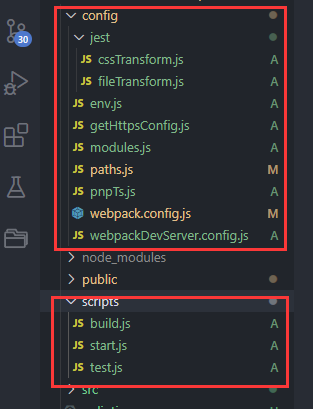 config
jest
JS cssTransform.js A
JS fileTransform.js A
JS env.js A
JS getHttpsConfig.js A
30
JS modules.js A
JS paths.js M
JS pnpTs.js A
webpack.config.js M
JS webpackDevServer.config.js A
node_modules
public
scripts
JS build.js A
JS start.js A
JS test.js A
src